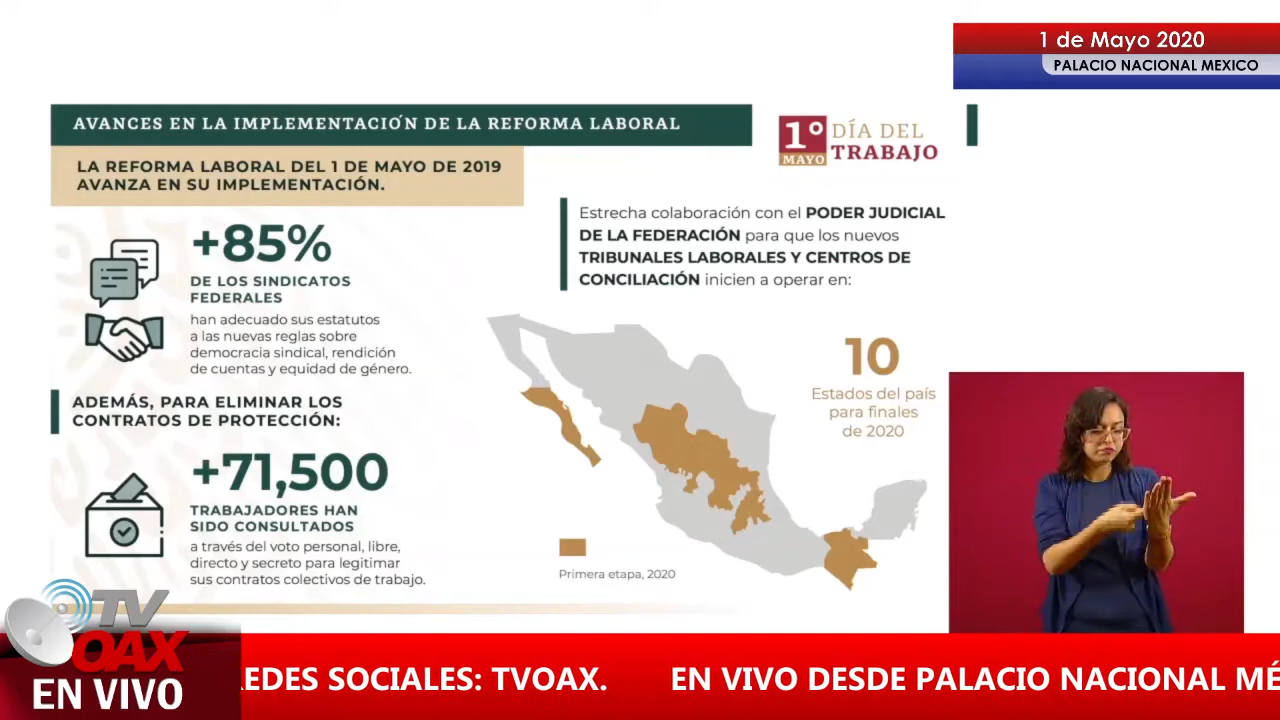 1 de Mayo 2020
PALACIO NACIONAL MEXICO
AVANCES EN LA IMPLEMENTACIÓN DE LA REFORMA LABORAL
1º
MAYO
DÍA DEL
TRABAJO
LA REFORMA LABORAL DEL 1 DE MAYO DE 2019
AVANZA EN SU IMPLEMENTACIÓN.
+85%
DE LOS SINDICATOS
FEDERALES
han adecuado sus estatutos
a las nuevas reglas sobre
democracia sindical, rendición
de cuentas y equidad de género.
ADEMÁS, PARA ELIMINAR LOS
CONTRATOS DE PROTECCIÓN:
+71,500
TRABAJADORES HAN
SIDO CONSULTADOS
a través del voto personal, libre,
directo y secreto para legitimar
sus contratos colectivos de trabajo.
Estrecha colaboración con el PODER JUDICIAL
DE LA FEDERACIÓN para que los nuevos
TRIBUNALES LABORALES Y CENTROS DE
CONCILIACIÓN inicien a operar en:
10
Estados del país
para finales
de 2020
Primera etapa, 2020
TV
OAX
EN VIVO
REDES SOCIALES: TVOAX. EN VIVO DESDE PALACIO NACIONAL MÉ